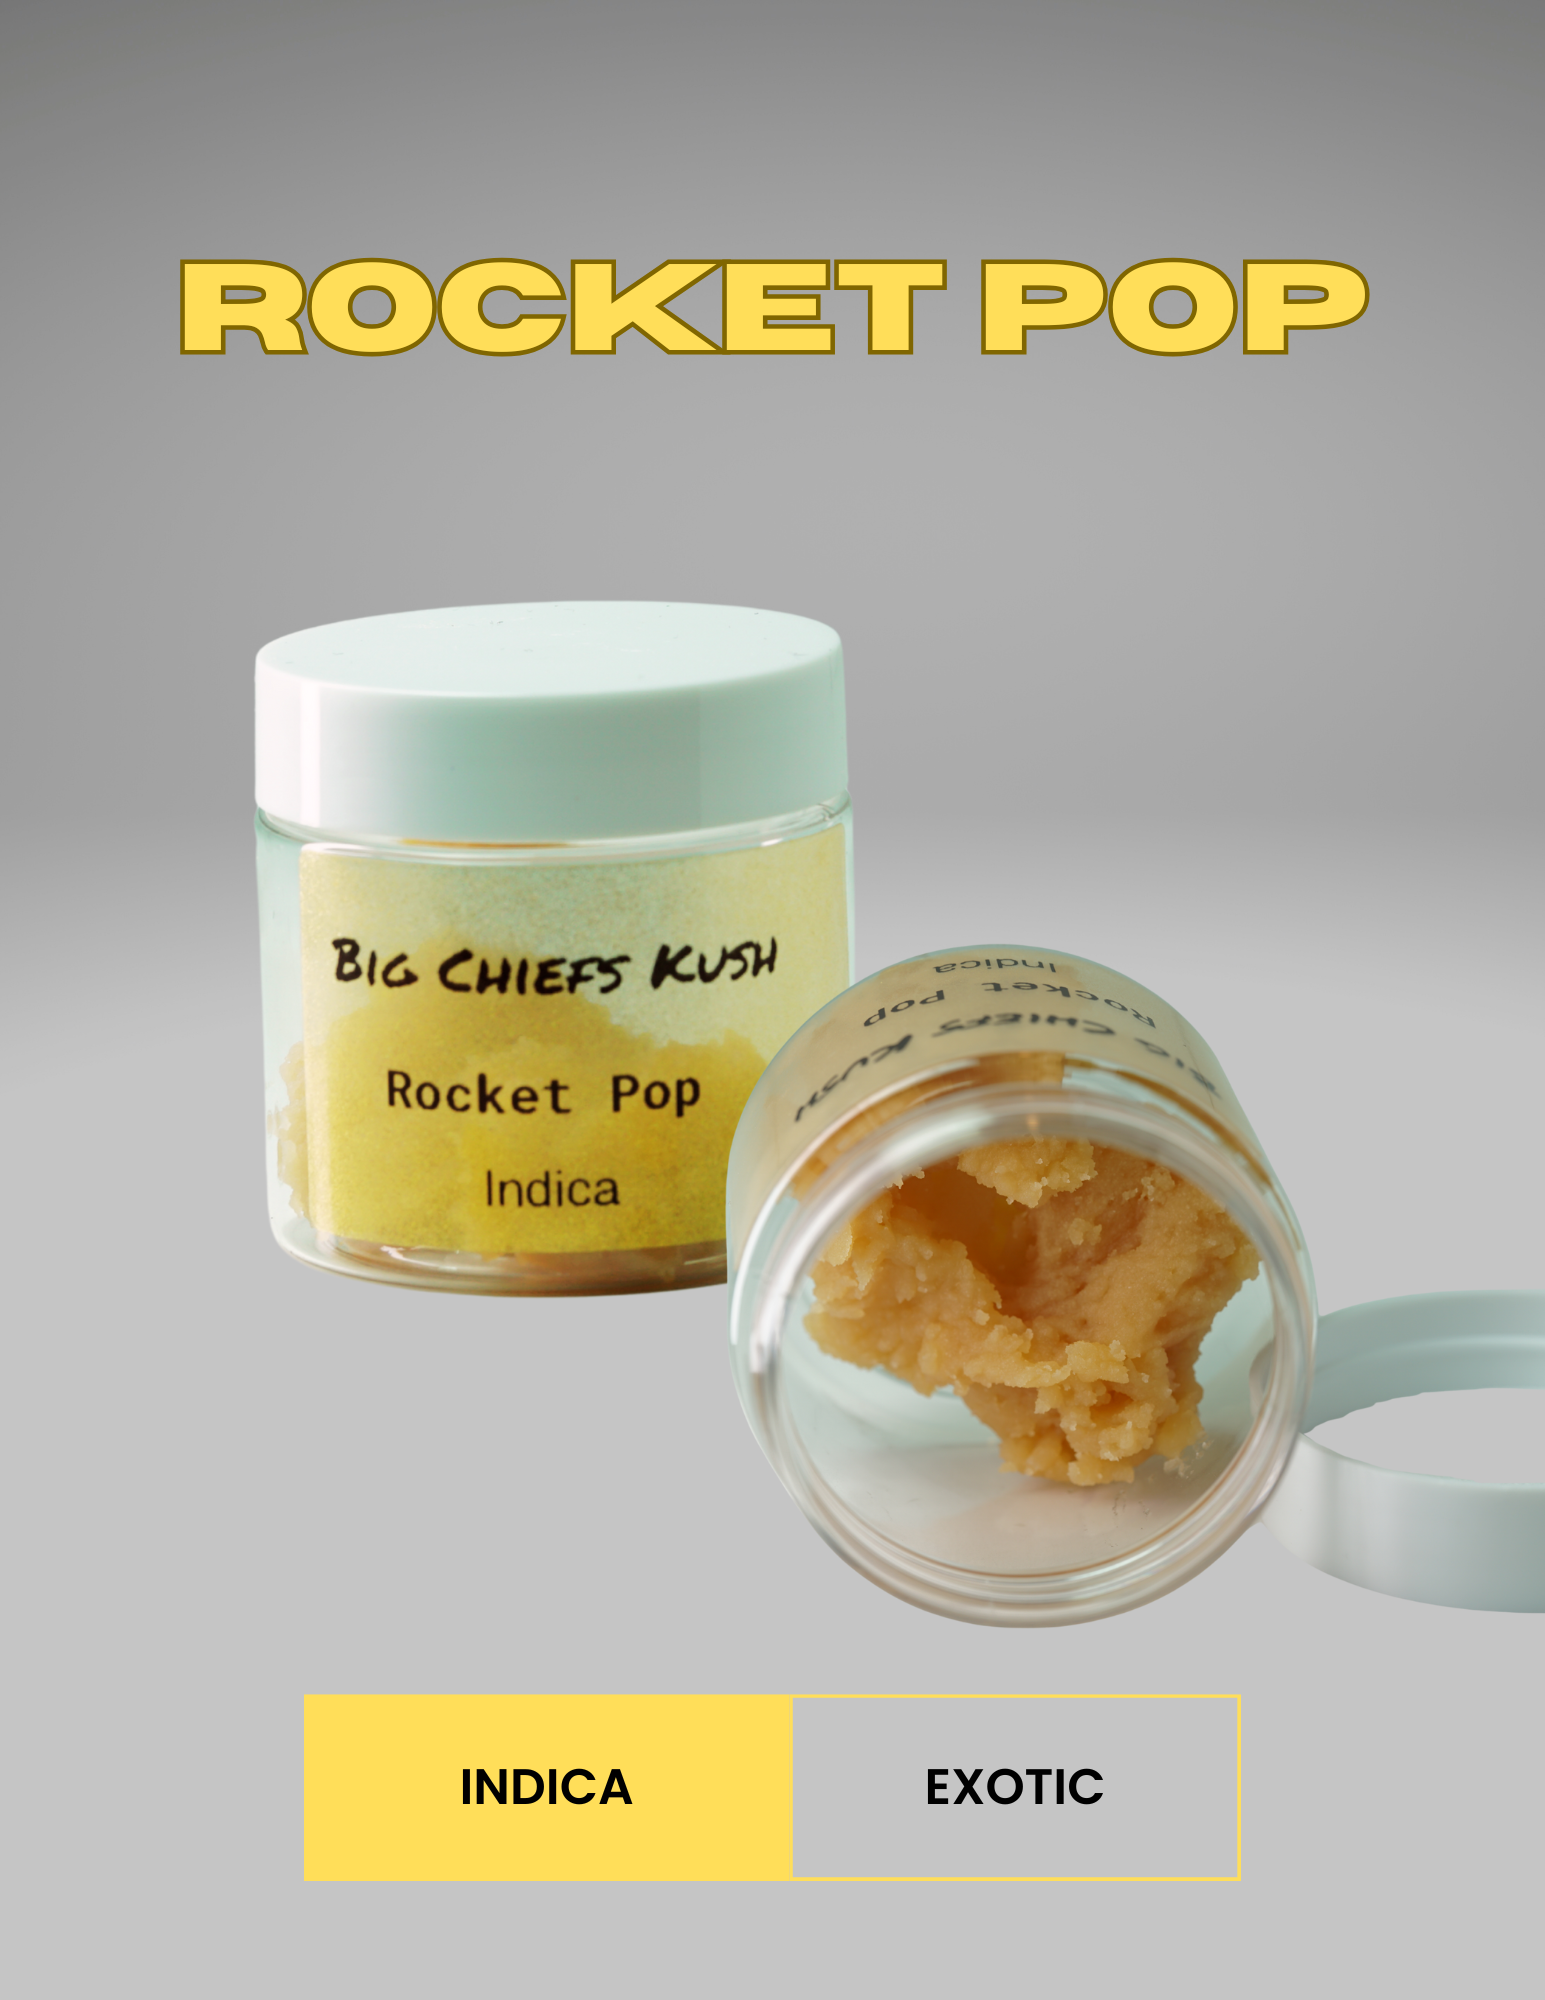 ROCKET POP
BIG CHIEFS KUSH
Rocket Pop
Indica
Indica
Rocket Pop
BIG CHIEFS KUSH
INDICA
EXOTIC